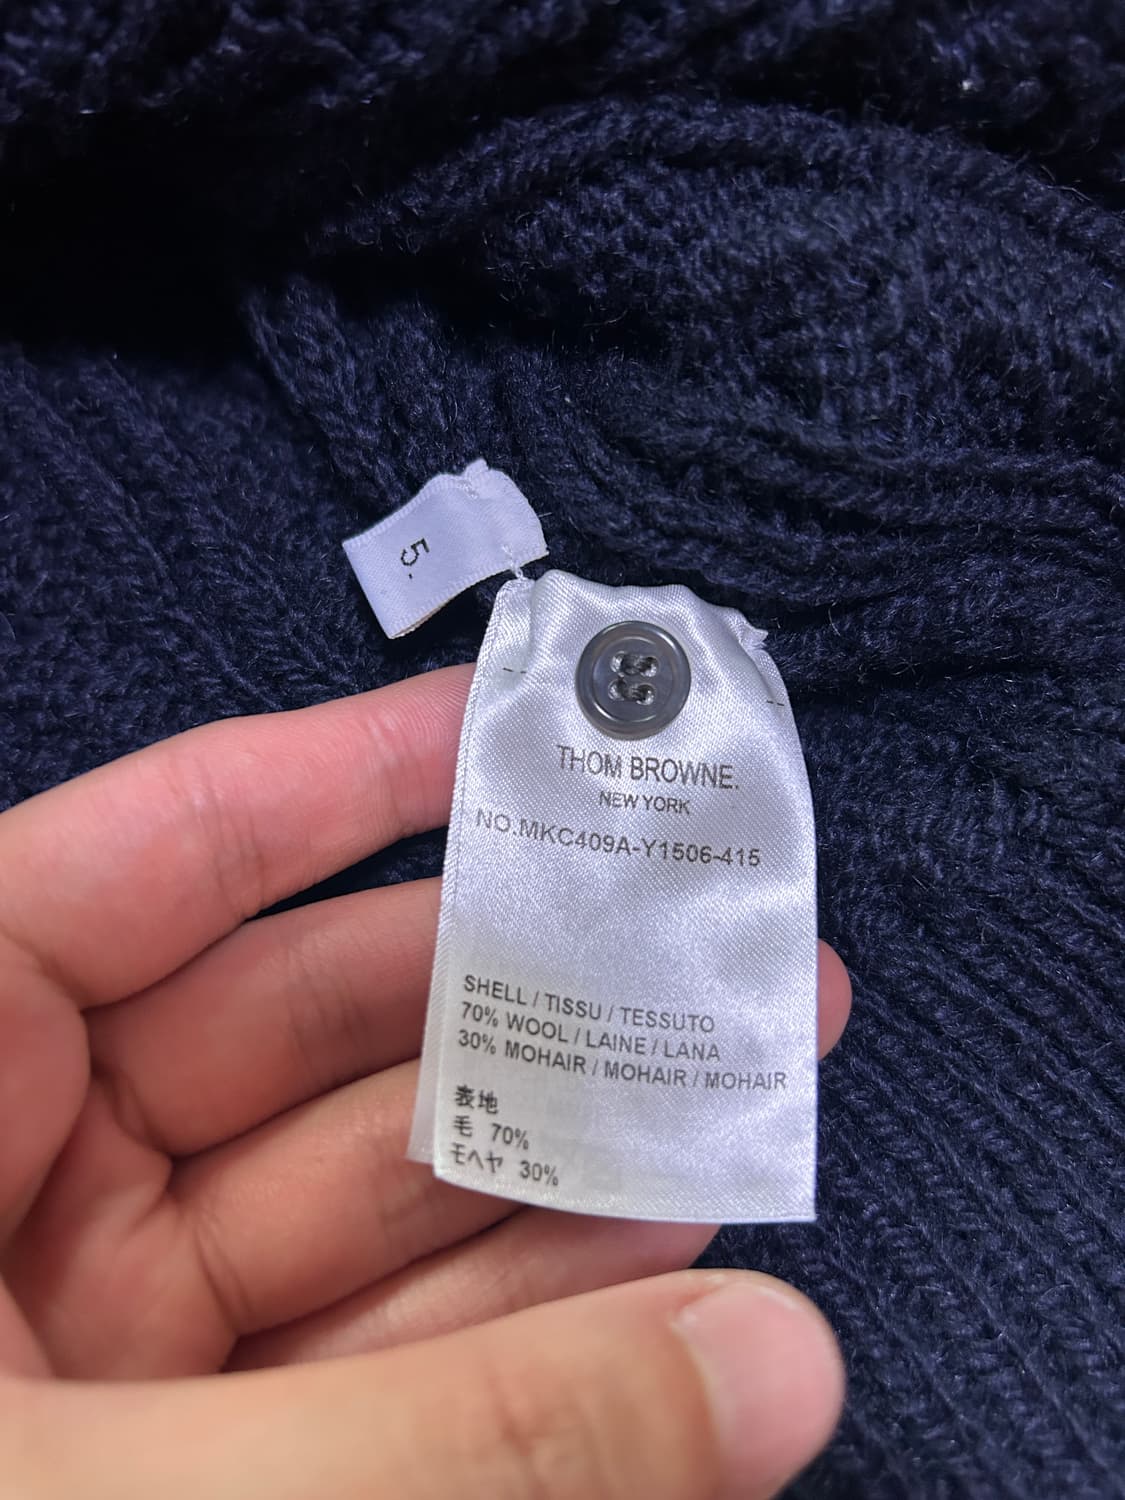 5.
THOM BROWNE.
NEW YORK
NO.MKC409A-Y1506-415
SHELL / TISSU / TESSUTO
70% WOOL / LAINE / LANA
30% MOHAIR / MOHAIR / MOHAIR
表地
毛 70%
モヘヤ 30%